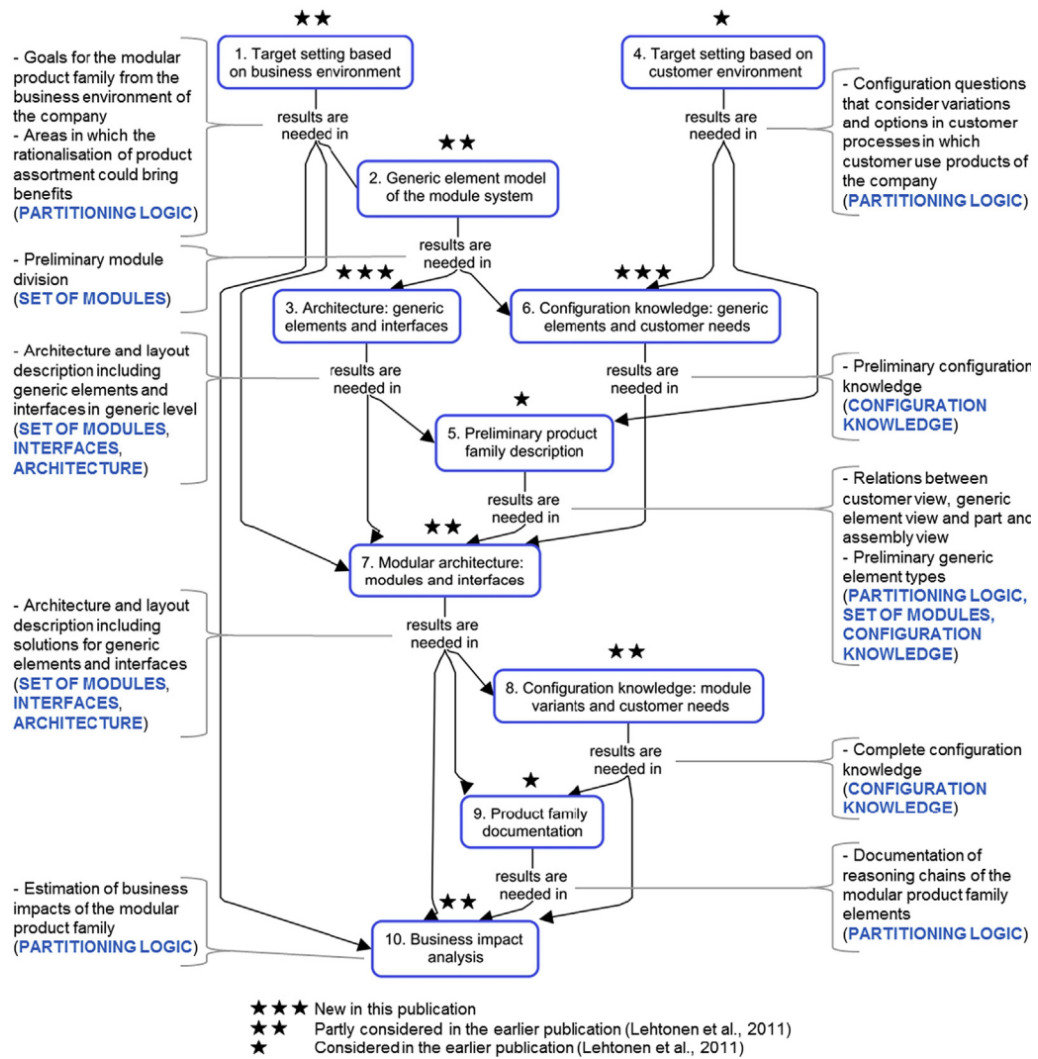 ★★
★
1. Target setting based
on business environment
4. Target setting based on
customer environment
- Goals for the modular
product family from the
business environment of
the company
- Areas in which the
rationalisation of product
assortment could bring
benefits
(PARTITIONING LOGIC)
results are
needed in
results are
needed in
- Configuration questions
that consider variations
and options in customer
processes in which
customer use products of
the company
(PARTITIONING LOGIC)
★★
2. Generic element model
of the module system
results are
needed in
- Preliminary module
division
(SET OF MODULES)
★★★
★★★
3. Architecture: generic
elements and interfaces
6. Configuration knowledge: generic
elements and customer needs
- Architecture and layout
description including
generic elements and
interfaces in generic level
(SET OF MODULES,
INTERFACES,
ARCHITECTURE)
results are
needed in
results are
needed in
- Preliminary configuration
knowledge
(CONFIGURATION
KNOWLEDGE)
★
5. Preliminary product
family description
results are
needed in
- Relations between
customer view, generic
element view and part and
assembly view
- Preliminary generic
element types
(PARTITIONING LOGIC,
SET OF MODULES,
CONFIGURATION
KNOWLEDGE)
★★
7. Modular architecture:
modules and interfaces
- Architecture and layout
description including
solutions for generic
elements and interfaces
(SET OF MODULES,
INTERFACES,
ARCHITECTURE)
results are
needed in
★★
8. Configuration knowledge: module
variants and customer needs
results are
needed in
- Complete configuration
knowledge
(CONFIGURATION
KNOWLEDGE)
★
9. Product family
documentation
results are
needed in
- Documentation of
reasoning chains of the
modular product family
elements
(PARTITIONING LOGIC)
- Estimation of business
impacts of the modular
product family
(PARTITIONING LOGIC)
★★
10. Business impact
analysis
★★★ New in this publication
★★ Partly considered in the earlier publication (Lehtonen et al., 2011)
★ Considered in the earlier publication (Lehtonen et al., 2011)